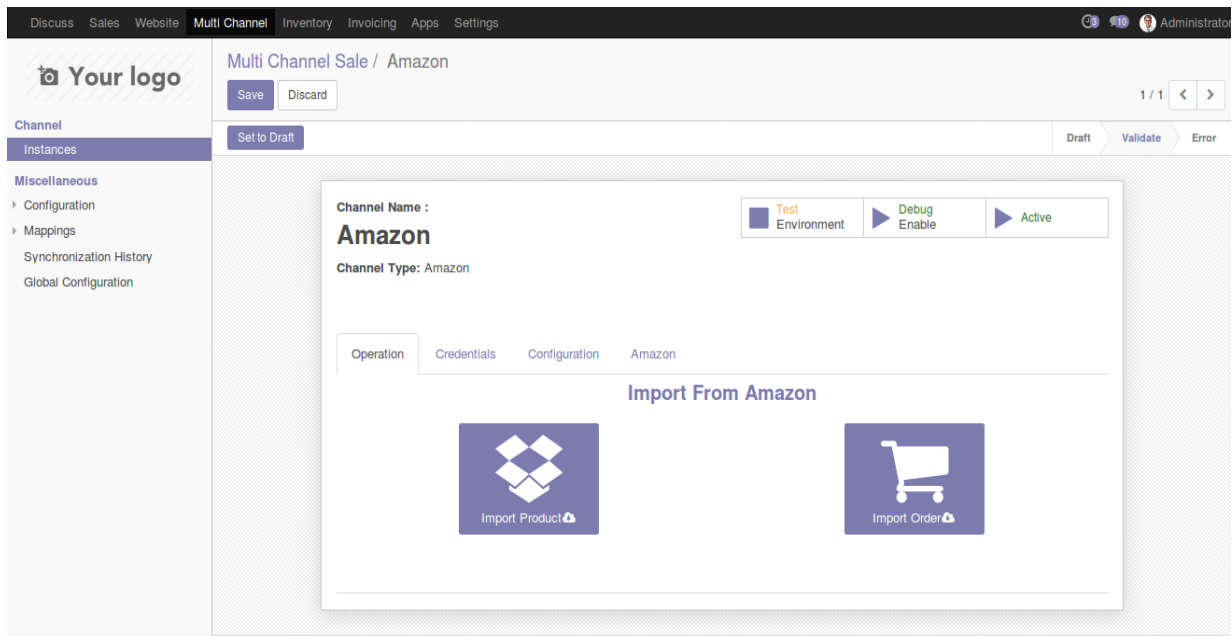 Discuss Sales Website Multi Channel Inventory Invoicing Apps Settings 3 10 Administrator
Your logo
Multi Channel Sale / Amazon
Save Discard
1 / 1
Channel
Instances
Miscellaneous
Configuration
Mappings
Synchronization History
Global Configuration
Set to Draft
Draft Validate Error
Channel Name :
Amazon
Channel Type: Amazon
Test
Environment
Debug
Enable
Active
Operation Credentials Configuration Amazon
Import From Amazon
Import Product
Import Order